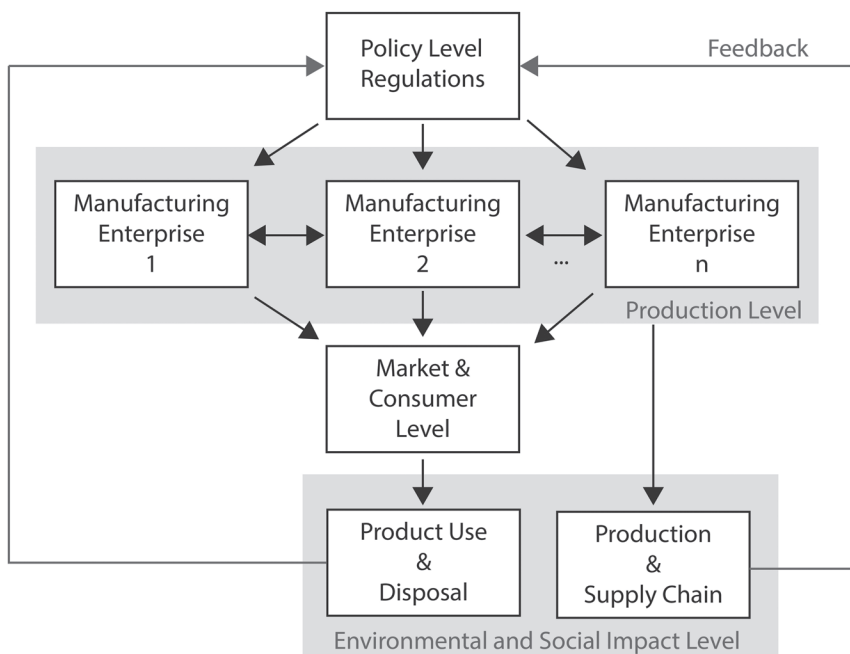 Policy Level
Regulations
Feedback
Manufacturing
Enterprise
1
Manufacturing
Enterprise
2
...
Manufacturing
Enterprise
n
Production Level
Market &
Consumer
Level
Product Use
&
Disposal
Production
&
Supply Chain
Environmental and Social Impact Level